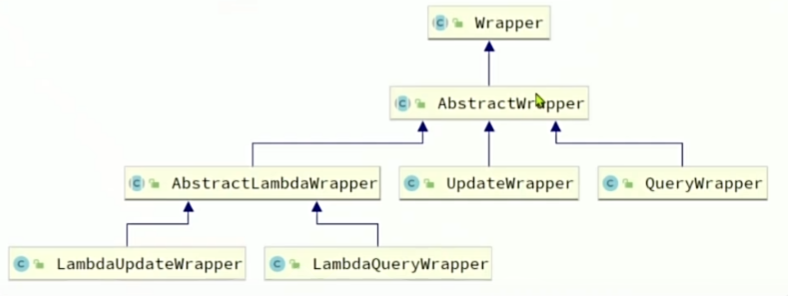 Wrapper
AbstractWrapper
AbstractLambdaWrapper
UpdateWrapper
QueryWrapper
LambdaUpdateWrapper
LambdaQueryWrapper